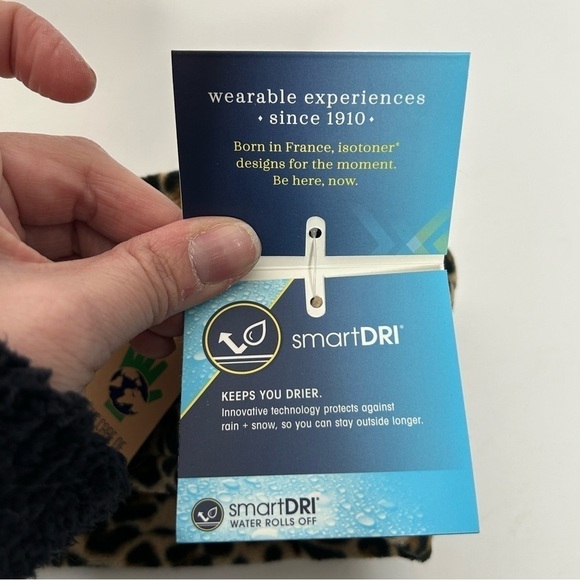 wearable experiences
♦ since 1910 ♦
Born in France, isotoner®
designs for the moment.
Be here, now.
smartDRI®
KEEPS YOU DRIER.
Innovative technology protects against
rain + snow, so you can stay outside longer.
smartDRI®
WATER ROLLS OFF